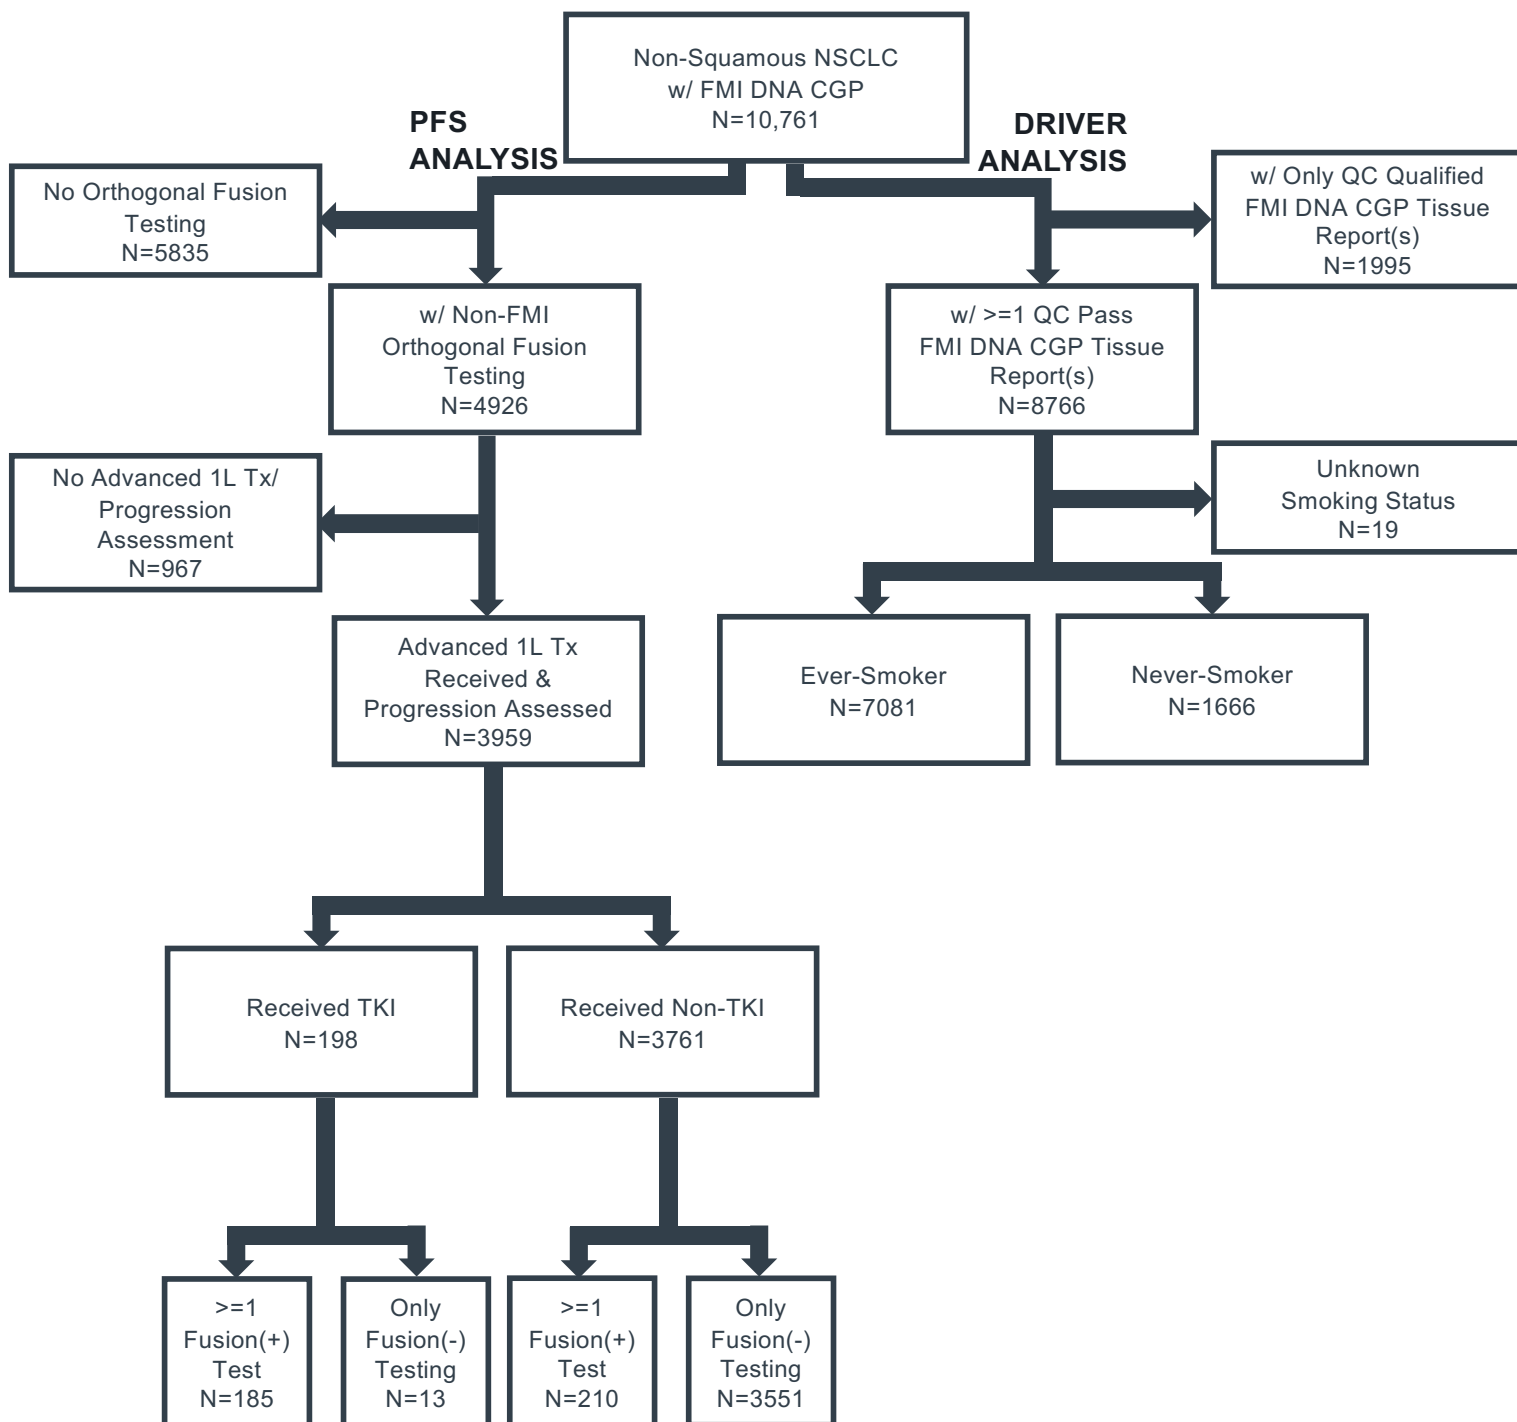 Non-Squamous NSCLC
w/ FMI DNA CGP
N=10,761
PFS
ANALYSIS
DRIVER
ANALYSIS
No Orthogonal Fusion
Testing
N=5835
w/ Only QC Qualified
FMI DNA CGP Tissue
Report(s)
N=1995
w/ Non-FMI
Orthogonal Fusion
Testing
N=4926
w/ >=1 QC Pass
FMI DNA CGP Tissue
Report(s)
N=8766
No Advanced 1L Tx/
Progression
Assessment
N=967
Unknown
Smoking Status
N=19
Advanced 1L Tx
Received &
Progression Assessed
N=3959
Ever-Smoker
N=7081
Never-Smoker
N=1666
Received TKI
N=198
Received Non-TKI
N=3761
>=1
Fusion(+)
Test
N=185
Only
Fusion(-)
Testing
N=13
>=1
Fusion(+)
Test
N=210
Only
Fusion(-)
Testing
N=3551